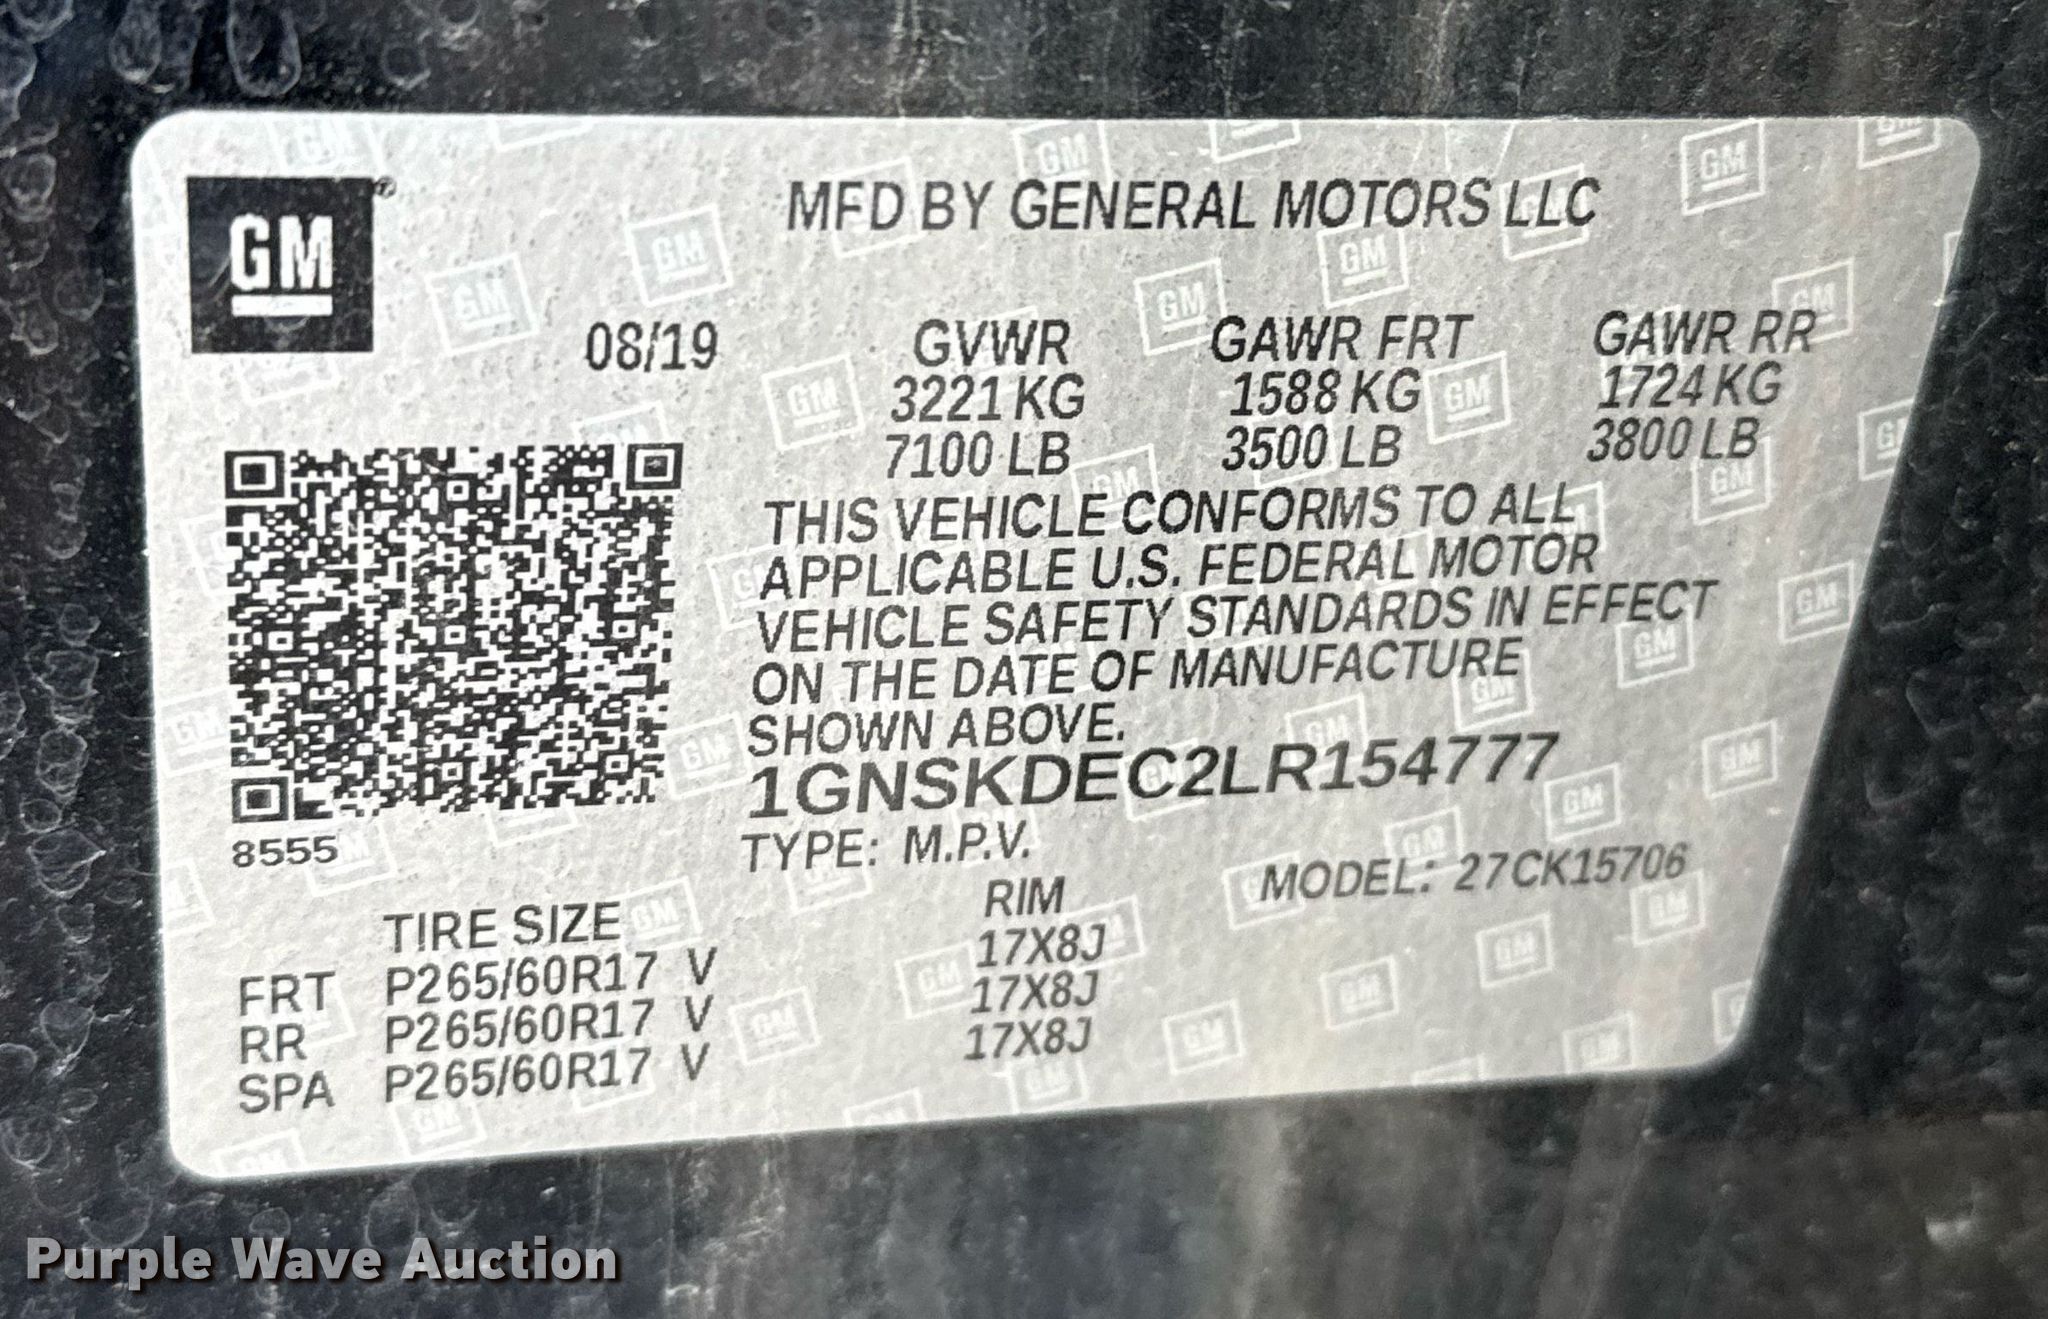 GM
MFD BY GENERAL MOTORS LLC
08/19 GVWR GAWR FRT GAWR RR
3221 KG 1588 KG 1724 KG
7100 LB 3500 LB 3800 LB
THIS VEHICLE CONFORMS TO ALL
APPLICABLE U.S. FEDERAL MOTOR
VEHICLE SAFETY STANDARDS IN EFFECT
ON THE DATE OF MANUFACTURE
SHOWN ABOVE.
1GNSKDEC2LR154777
8555
TYPE: M.P.V. MODEL: 27CK15706
TIRE SIZE RIM
FRT P265/60R17 V 17X8J
RR P265/60R17 V 17X8J
SPA P265/60R17 V 17X8J
Purple Wave Auction